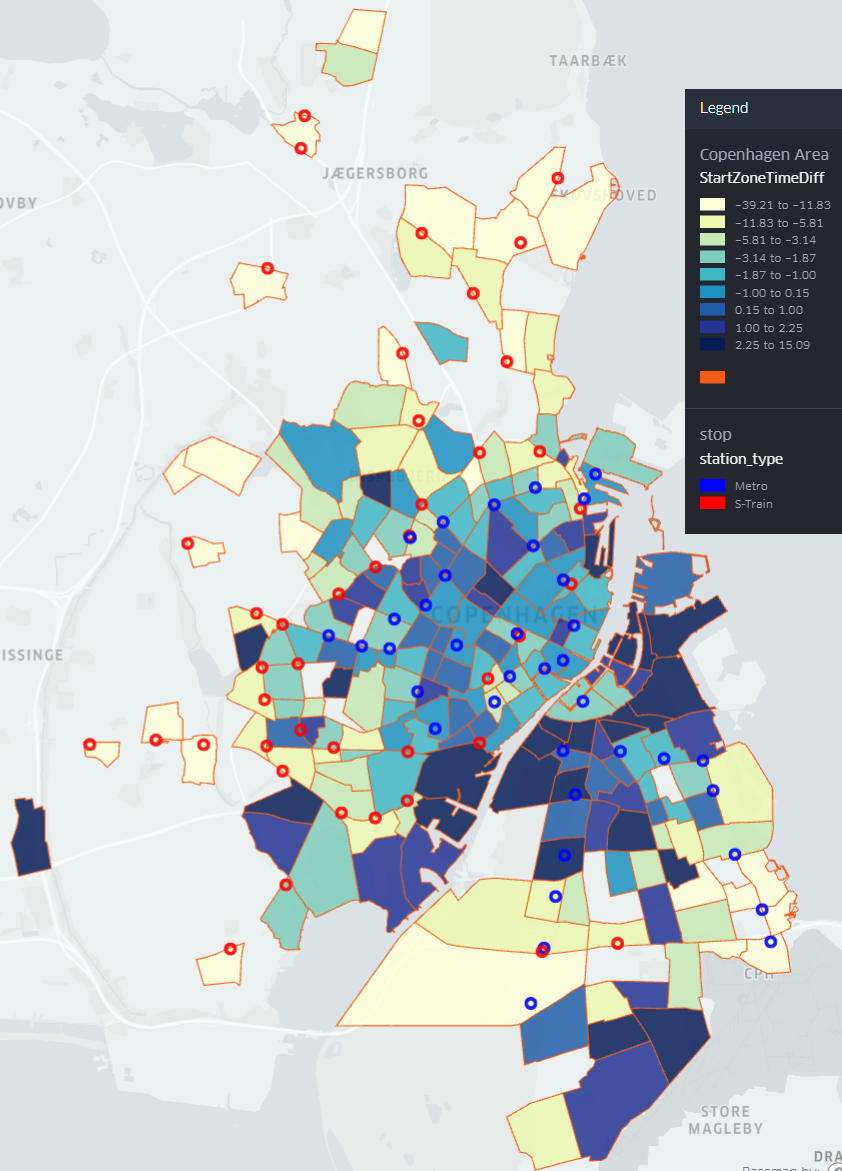 TAARBÆK
Legend
JÆGERSBORG
Copenhagen Area
StartZoneTimeDiff
OVBY
SKOVSHOVED
−39.21 to −11.83
−11.83 to −5.81
−5.81 to −3.14
−3.14 to −1.87
−1.87 to −1.00
−1.00 to 0.15
0.15 to 1.00
1.00 to 2.25
2.25 to 15.09
stop
station_type
BISPEBJERG
Metro
S-Train
COPENHAGEN
ISSINGE
CPH
STORE
MAGLEBY
DRA
Basemap by: